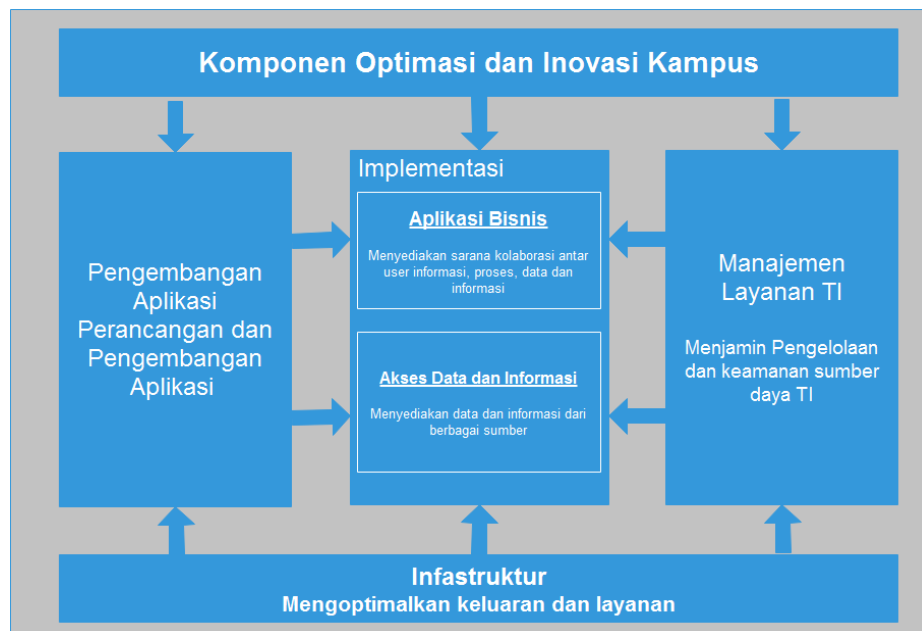 Komponen Optimasi dan Inovasi Kampus
Pengembangan
Aplikasi
Perancangan dan
Pengembangan
Aplikasi
Implementasi
Aplikasi Bisnis
Menyediakan sarana kolaborasi antar
user informasi, proses, data dan
informasi
Akses Data dan Informasi
Menyediakan data dan informasi dari
berbagai sumber
Manajemen
Layanan TI
Menjamin Pengelolaan
dan keamanan sumber
daya TI
Infastruktur
Mengoptimalkan keluaran dan layanan